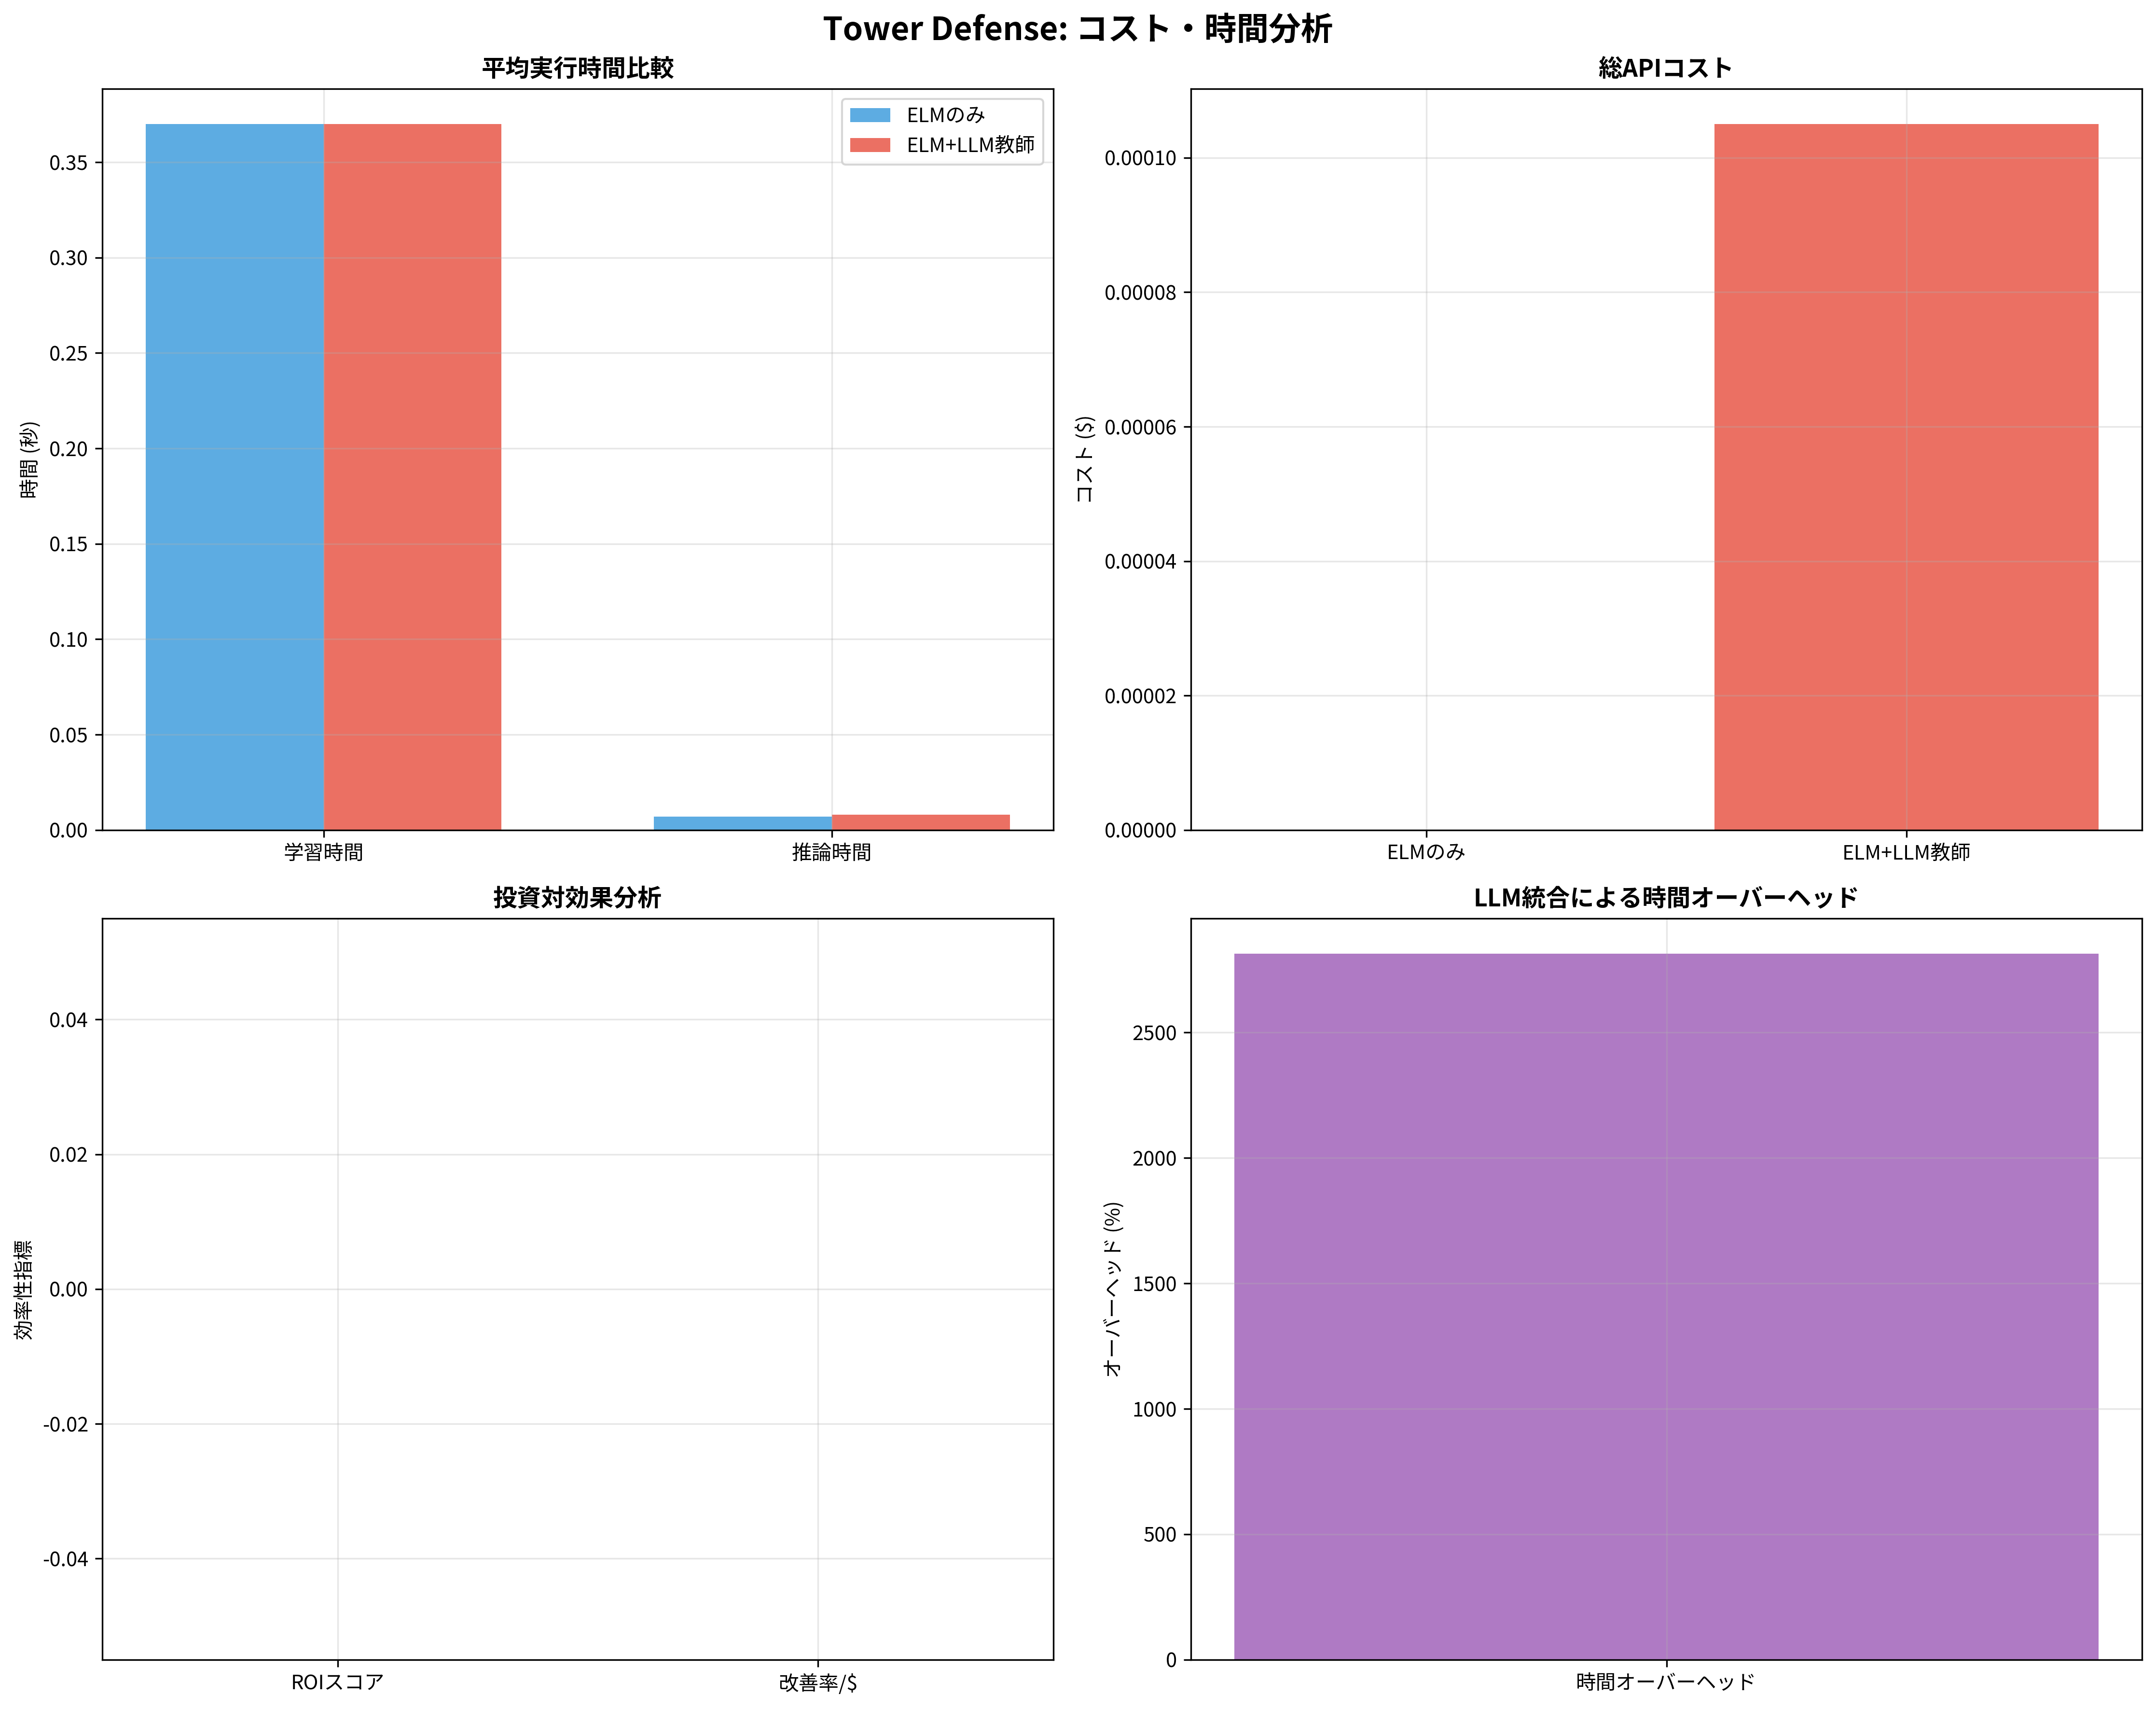 Tower Defense: コスト・時間分析
平均実行時間比較
時間 (秒)
0.35
0.30
0.25
0.20
0.15
0.10
0.05
0.00
学習時間
推論時間
ELMのみ
ELM+LLM教師
総APIコスト
コスト ($)
0.00010
0.00008
0.00006
0.00004
0.00002
0.00000
ELMのみ
ELM+LLM教師
投資対効果分析
効率性指標
0.04
0.02
0.00
-0.02
-0.04
ROIスコア
改善率/$
LLM統合による時間オーバーヘッド
オーバーヘッド (%)
2500
2000
1500
1000
500
0
時間オーバーヘッド